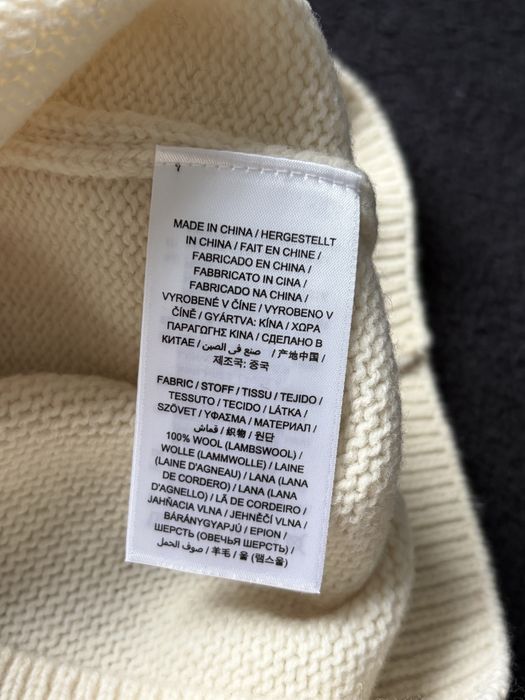 MADE IN CHINA / HERGESTELLT
IN CHINA / FAIT EN CHINE /
FABRICADO EN CHINA /
FABBRICATO IN CINA /
FABRICADO NA CHINA /
VYROBENÉ V ČÍNE / VYROBENO V
ČÍNĚ / GYÁRTVA: KÍNA / ΧΩΡΑ
ΠΑΡΑΓΩΓΗΣ ΚΙΝΑ / СДЕЛАНО В
КИТАЕ / صنع في الصين / 产地中国 /
제조국: 중국
FABRIC / STOFF / TISSU / TEJIDO /
TESSUTO / TECIDO / LÁTKA /
SZÖVET / ΥΦΑΣΜΑ / МАТЕРИАЛ /
قماش / 织物 / 원단
100% WOOL (LAMBSWOOL) /
WOLLE (LAMMWOLLE) / LAINE
(LAINE D'AGNEAU) / LANA (LANA
DE CORDERO) / LANA (LANA
D'AGNELLO) / LÃ DE CORDEIRO /
JAHŇACIA VLNA / JEHNĚČÍ VLNA /
BÁRÁNYGYAPJÚ / ΕΡΙΟΝ /
ШЕРСТЬ (ОВЕЧЬЯ ШЕРСТЬ) /
صوف الحمل / 羊毛 / 울 (램스울)